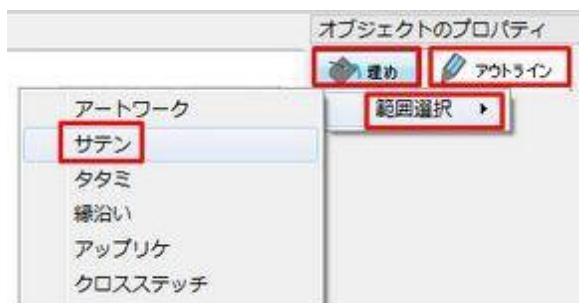 オブジェクトのプロパティ
埋め アウトライン
範囲選択
アートワーク
サテン
タタミ
縁沿い
アップリケ
クロスステッチ